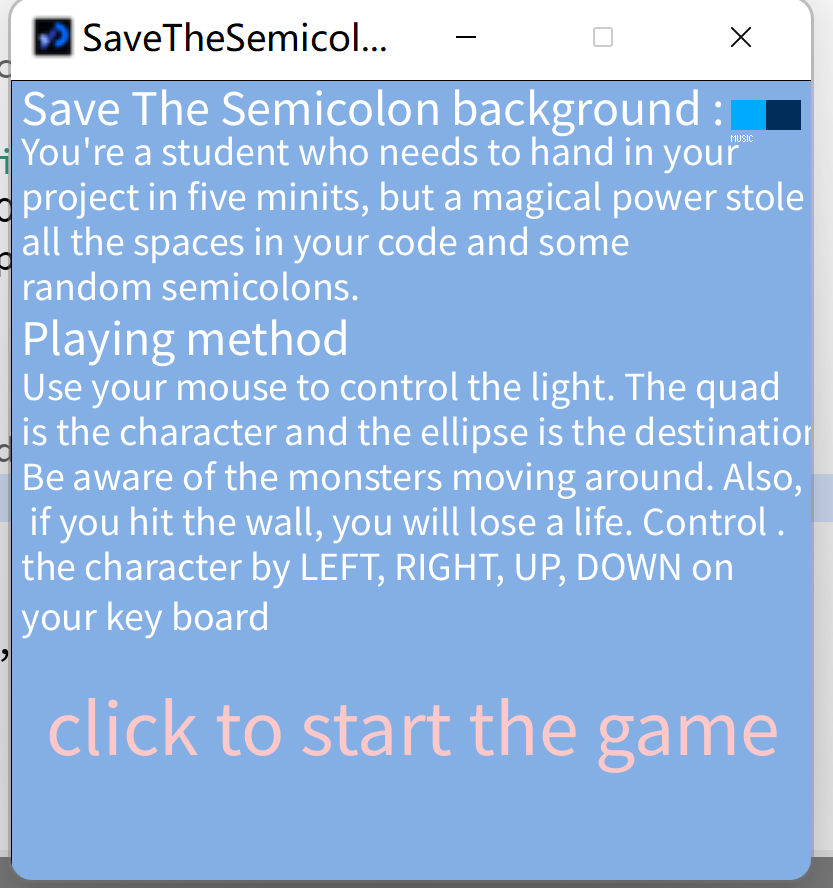 SaveTheSemicol...
Save The Semicolon background :
MUSIC
You're a student who needs to hand in your
project in five minits, but a magical power stole
all the spaces in your code and some
random semicolons.
Playing method
Use your mouse to control the light. The quad
is the character and the ellipse is the destination
Be aware of the monsters moving around. Also,
if you hit the wall, you will lose a life. Control .
the character by LEFT, RIGHT, UP, DOWN on
your key board
click to start the game